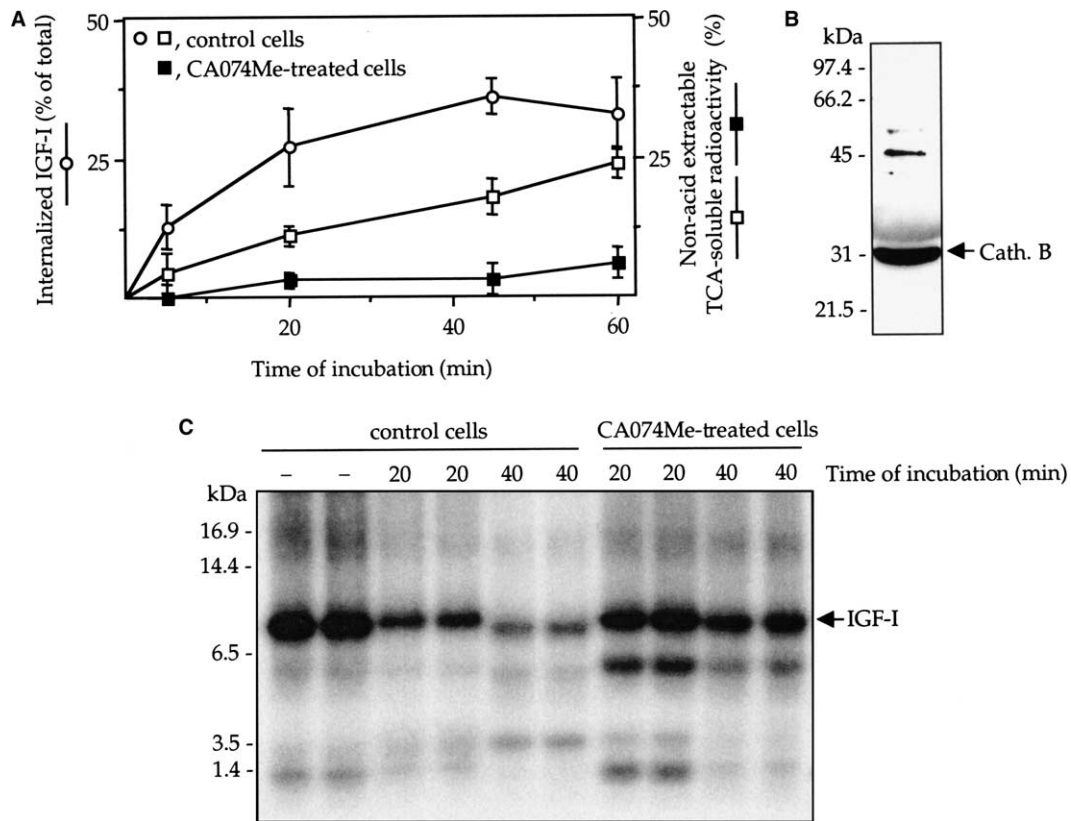 A
50
50
, control cells
, CA074Me-treated cells
Internalized IGF-I (% of total)
25
25
Non-acid extractable
TCA-soluble radioactivity (%)
20
40
60
Time of incubation (min)
B
kDa
97.4 -
66.2 -
45 -
31 -
21.5 -
Cath. B
C
control cells
CA074Me-treated cells
– – 20 20 40 40 20 20 40 40 Time of incubation (min)
kDa
16.9 -
14.4 -
IGF-I
6.5 -
3.5 -
1.4 -